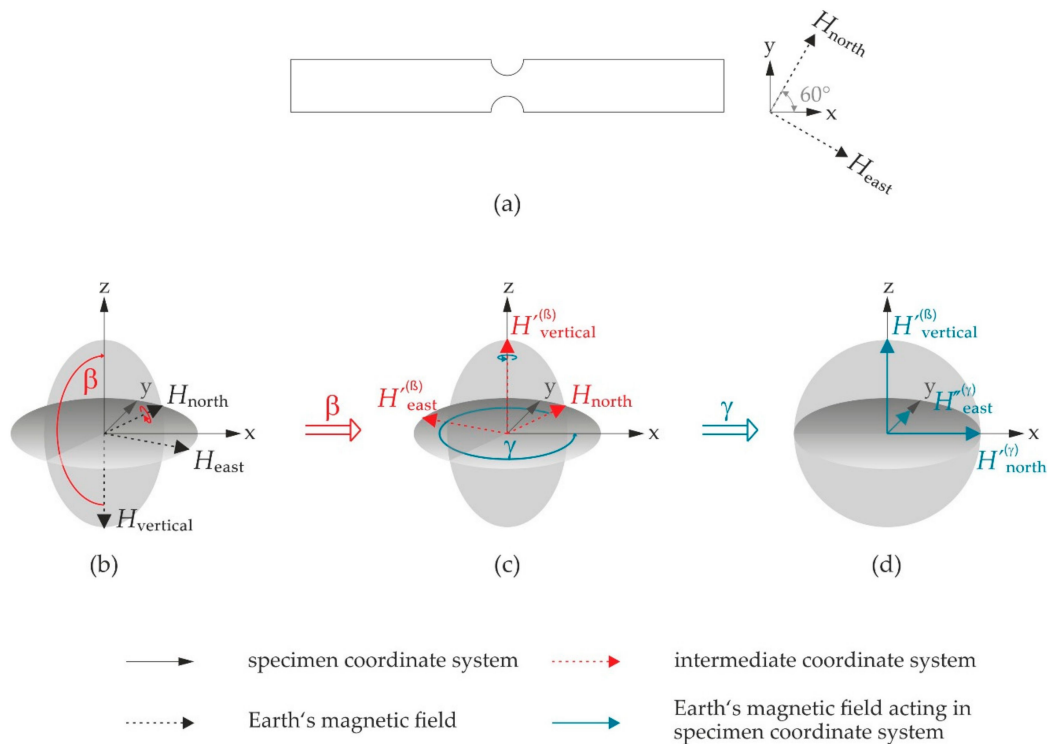 H_north
y
60°
x
H_east
(a)
z
β
y
H_north
x
H_east
H_vertical
(b)
β
z
H′^(ß)_vertical
H′^(ß)_east
y
H_north
x
γ
(c)
γ
z
H′^(ß)_vertical
y
H″^(γ)_east
x
H′^(γ)_north
(d)
specimen coordinate system
intermediate coordinate system
Earth‘s magnetic field
Earth‘s magnetic field acting in
specimen coordinate system